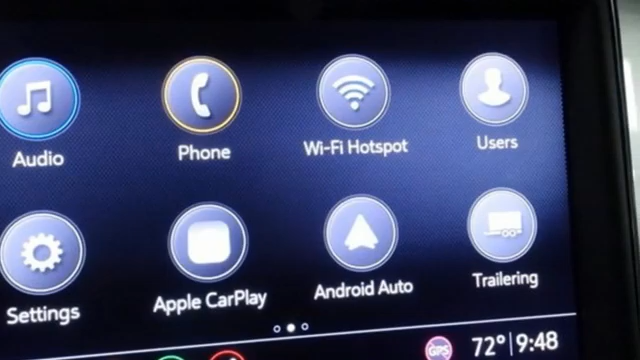 Audio Phone Wi-Fi Hotspot Users
Settings Apple CarPlay Android Auto Trailering
GPS 72° 9:48